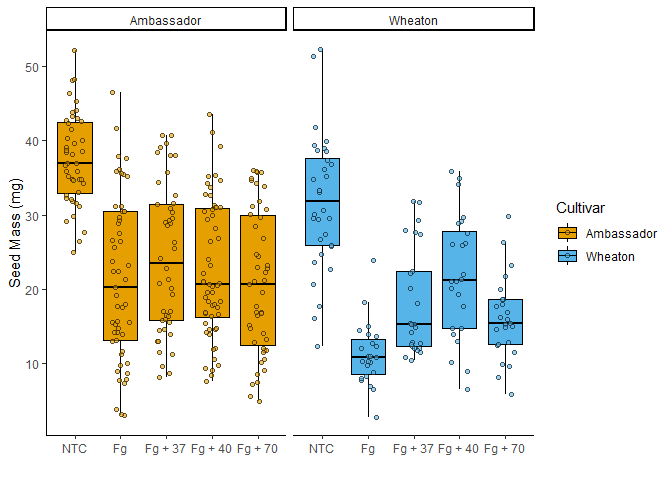 Ambassador Wheaton
Seed Mass (mg)
50
40
30
20
10
NTC Fg Fg + 37 Fg + 40 Fg + 70 NTC Fg Fg + 37 Fg + 40 Fg + 70
Cultivar
Ambassador
Wheaton